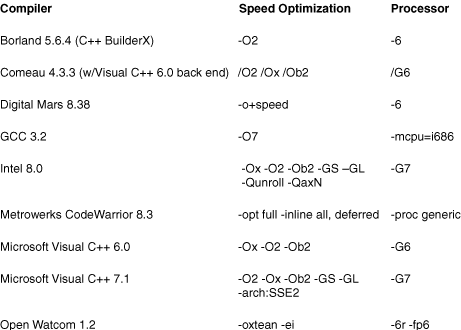 Compiler Speed Optimization Processor
Borland 5.6.4 (C++ BuilderX) -O2 -6
Comeau 4.3.3 (w/Visual C++ 6.0 back end) /O2 /Ox /Ob2 /G6
Digital Mars 8.38 -o+speed -6
GCC 3.2 -O7 -mcpu=i686
Intel 8.0 -Ox -O2 -Ob2 -GS –GL -G7
-Qunroll -QaxN
Metrowerks CodeWarrior 8.3 -opt full -inline all, deferred -proc generic
Microsoft Visual C++ 6.0 -Ox -O2 -Ob2 -G6
Microsoft Visual C++ 7.1 -O2 -Ox -Ob2 -GS -GL -G7
-arch:SSE2
Open Watcom 1.2 -oxtean -ei -6r -fp6